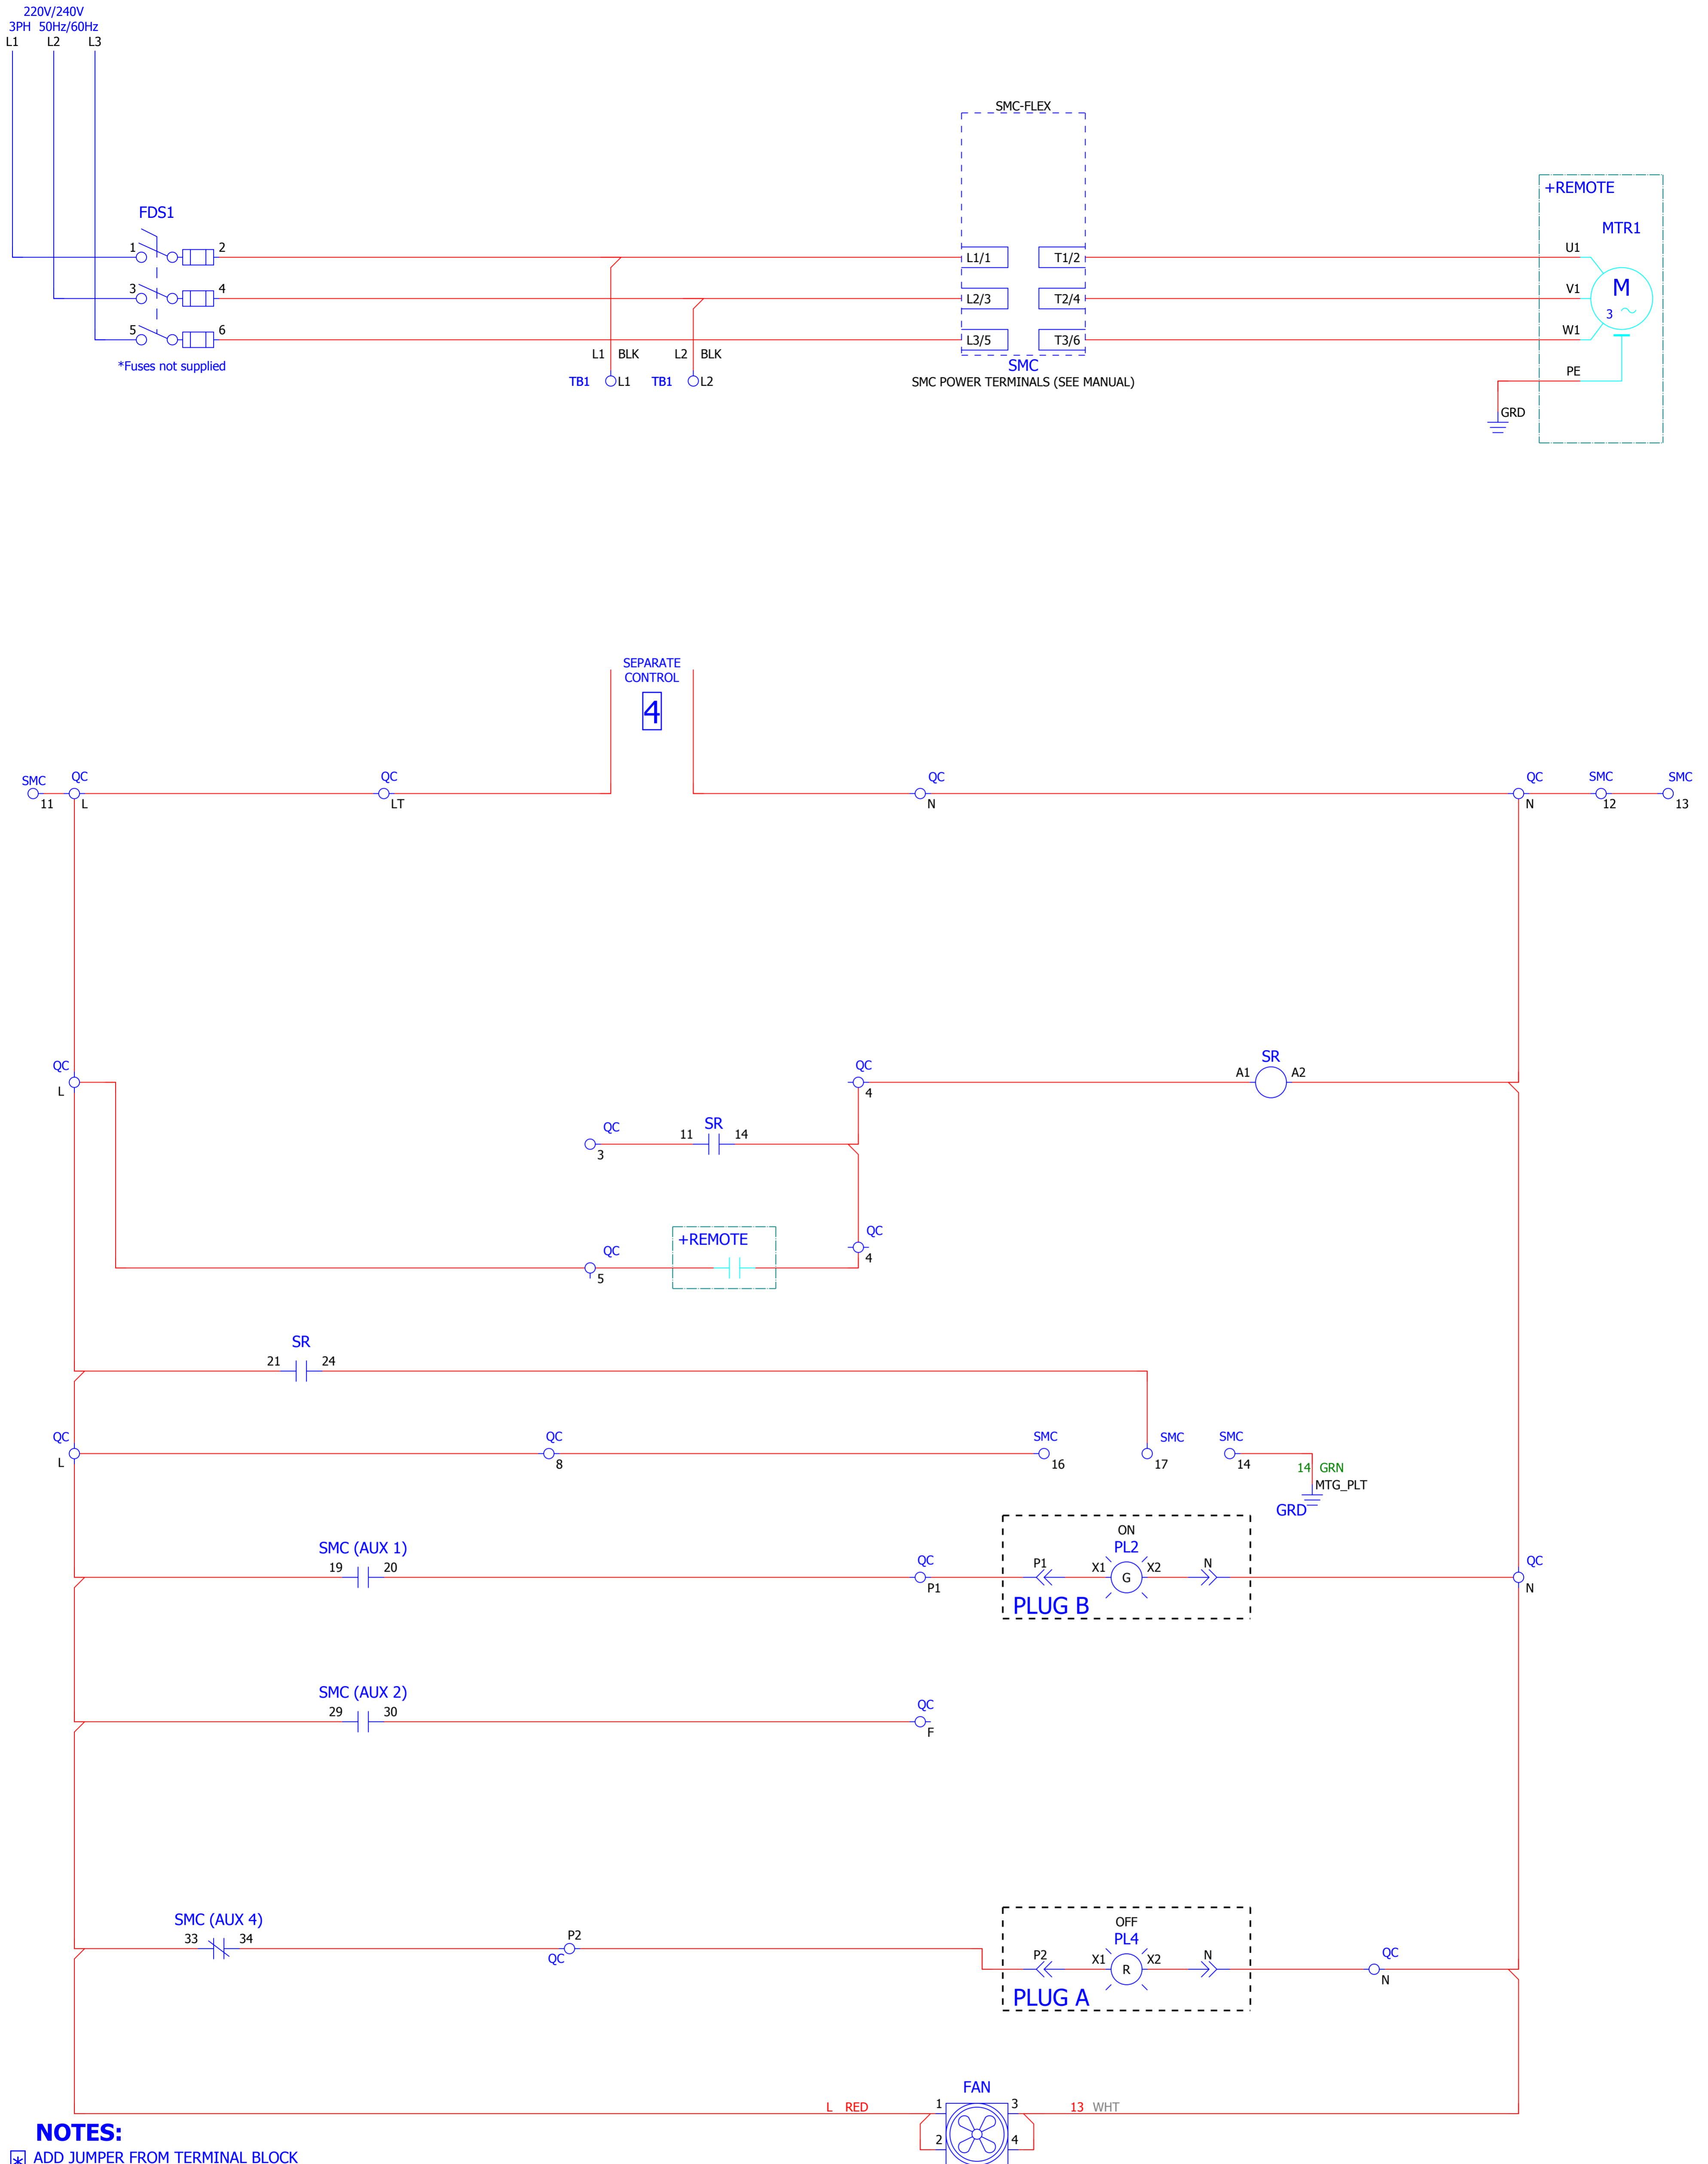 220V/240V
3PH 50Hz/60Hz
L1 L2 L3
SMC-FLEX
+REMOTE
FDS1
MTR1
1 2
L1/1 T1/2
U1
3 4
L2/3 T2/4
V1
M
3
5 6
L3/5 T3/6
W1
*Fuses not supplied
L1 BLK L2 BLK
SMC
PE
TB1 L1 TB1 L2
SMC POWER TERMINALS (SEE MANUAL)
GRD
SEPARATE
CONTROL
4
SMC QC QC QC QC SMC SMC
11 L LT N N 12 13
QC QC SR
L 4 A1 A2
QC SR
3 11 14
QC
4
QC +REMOTE
5
SR
21 24
QC QC SMC SMC SMC
L 8 16 17 14
14 GRN
MTG_PLT
GRD
ON
SMC (AUX 1) PL2
19 20 QC P1 X1 G X2 N QC
P1 N
PLUG B
SMC (AUX 2)
29 30 QC
F
SMC (AUX 4) OFF
33 34 P2 PL4
QC P2 X1 R X2 N QC
N
PLUG A
FAN
L RED 1 3 13 WHT
2 4
NOTES:
* ADD JUMPER FROM TERMINAL BLOCK